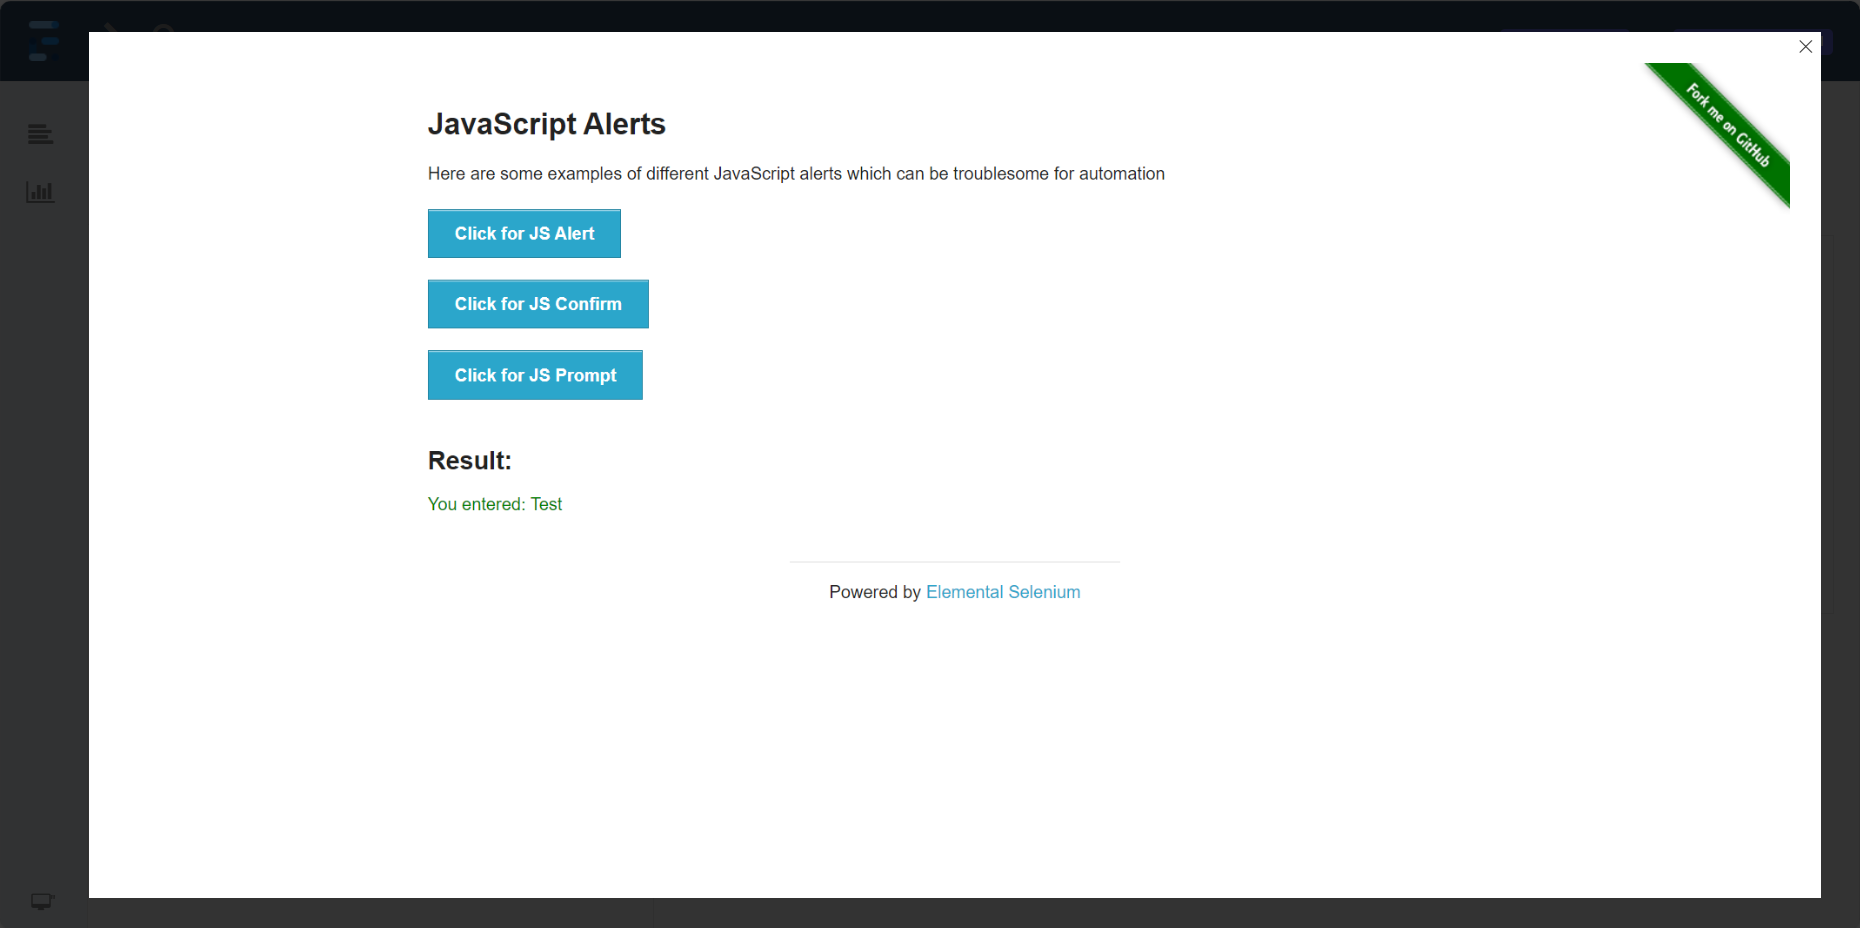 Fork me on GitHub
JavaScript Alerts
Here are some examples of different JavaScript alerts which can be troublesome for automation
Click for JS Alert
Click for JS Confirm
Click for JS Prompt
Result:
You entered: Test
Powered by Elemental Selenium